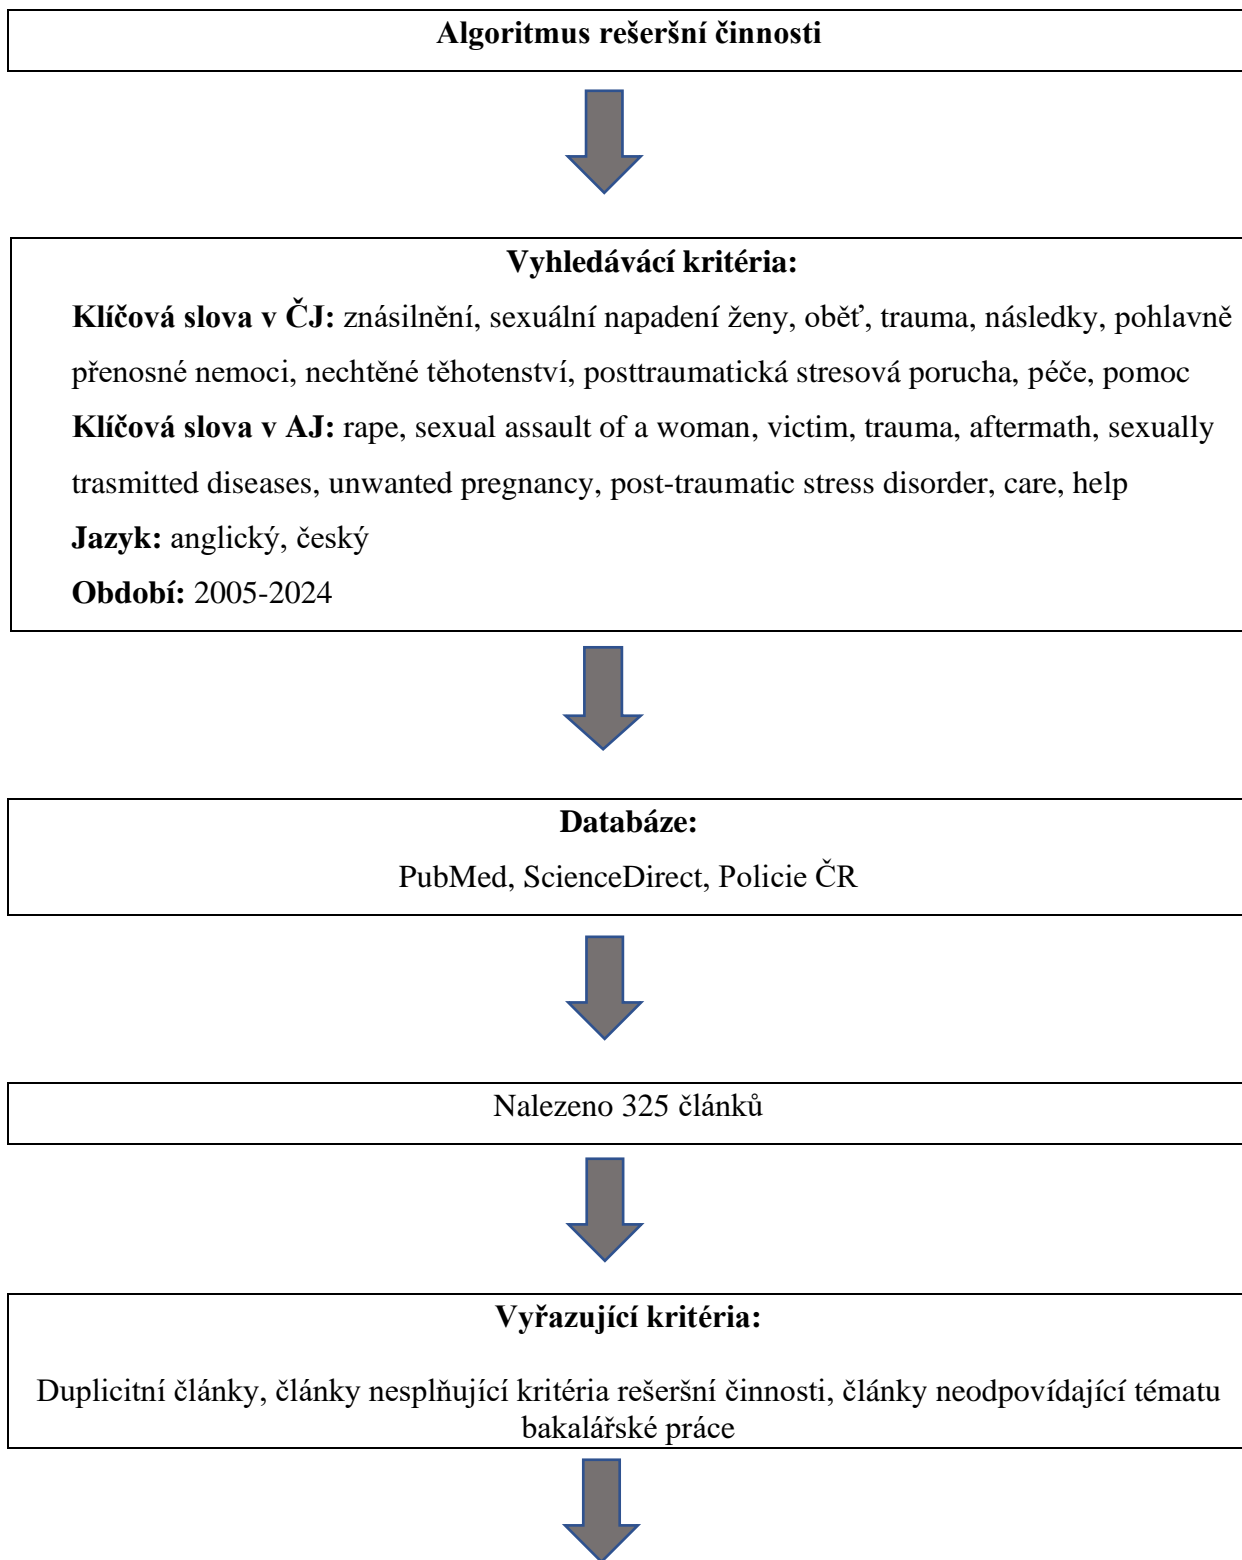 Algoritmus rešeršní činnosti
Vyhledávácí kritéria:
Klíčová slova v ČJ: znásilnění, sexuální napadení ženy, oběť, trauma, následky, pohlavně
přenosné nemoci, nechtěné těhotenství, posttraumatická stresová porucha, péče, pomoc
Klíčová slova v AJ: rape, sexual assault of a woman, victim, trauma, aftermath, sexually
trasmitted diseases, unwanted pregnancy, post-traumatic stress disorder, care, help
Jazyk: anglický, český
Období: 2005-2024
Databáze:
PubMed, ScienceDirect, Policie ČR
Nalezeno 325 článků
Vyřazující kritéria:
Duplicitní články, články nesplňující kritéria rešeršní činnosti, články neodpovídající tématu
bakalářské práce